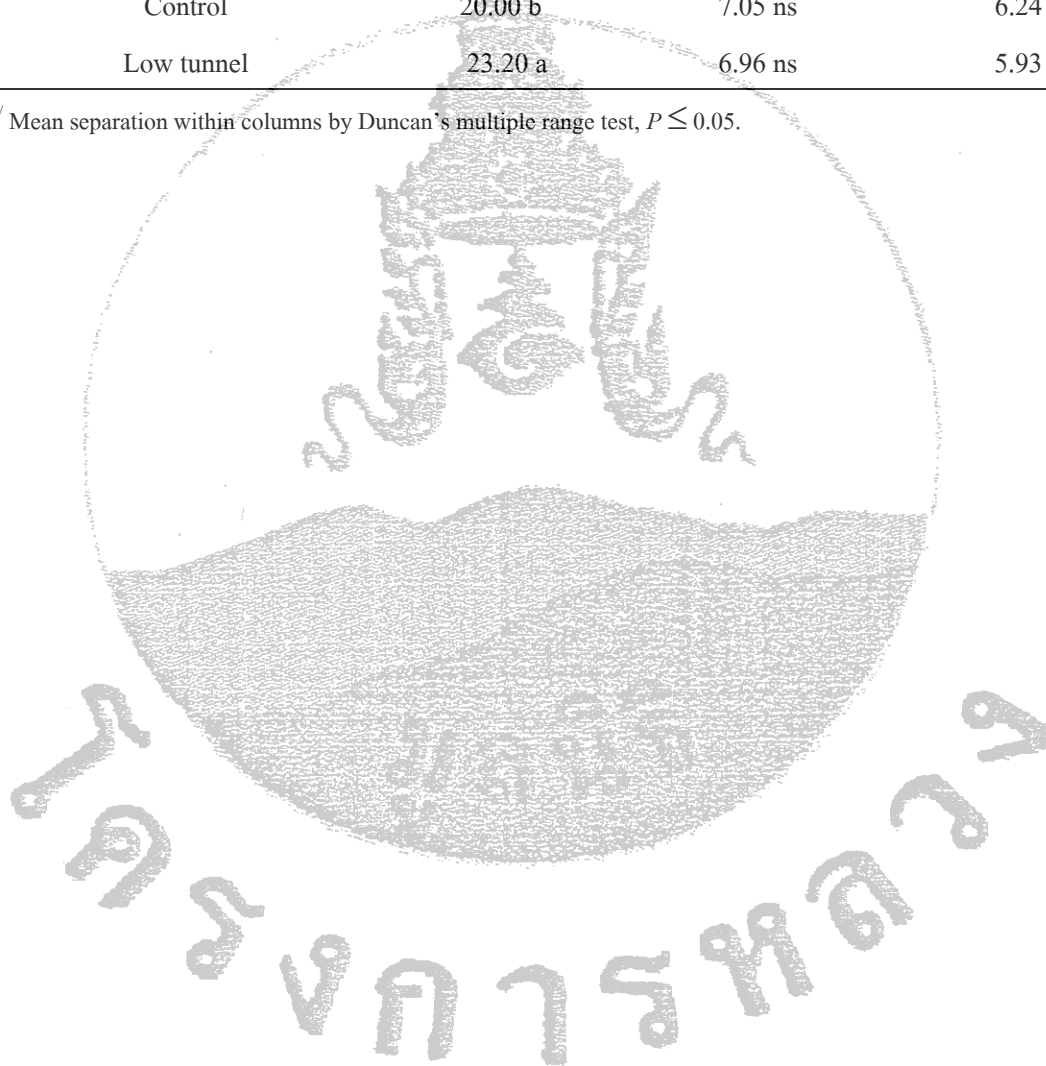 Control 20.00 b 7.05 ns 6.24
Low tunnel 23.20 a 6.96 ns 5.93
/ Mean separation within columns by Duncan's multiple range test, P ≤ 0.05.
โครงการหลวง